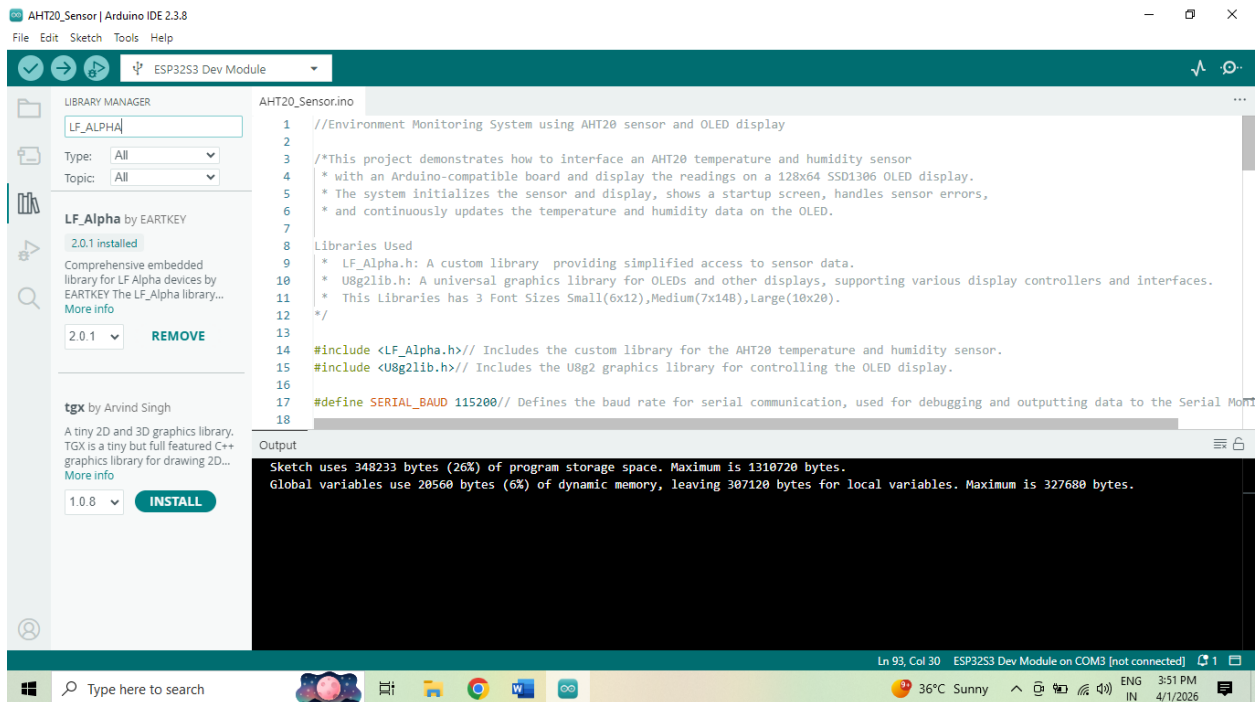 AHT20_Sensor | Arduino IDE 2.3.8
File Edit Sketch Tools Help
ESP32S3 Dev Module
LIBRARY MANAGER
LF_ALPHA
Type: All
Topic: All
LF_Alpha by EARTKEY
2.0.1 installed
Comprehensive embedded
library for LF Alpha devices by
EARTKEY The LF_Alpha library...
More info
2.0.1 REMOVE
tgx by Arvind Singh
A tiny 2D and 3D graphics library.
TGX is a tiny but full featured C++
graphics library for drawing 2D...
More info
1.0.8 INSTALL
AHT20_Sensor.ino
1 //Environment Monitoring System using AHT20 sensor and OLED display
2
3 /*This project demonstrates how to interface an AHT20 temperature and humidity sensor
4 * with an Arduino-compatible board and display the readings on a 128x64 SSD1306 OLED display.
5 * The system initializes the sensor and display, shows a startup screen, handles sensor errors,
6 * and continuously updates the temperature and humidity data on the OLED.
7
8 Libraries Used
9 * LF_Alpha.h: A custom library  providing simplified access to sensor data.
10 * U8g2lib.h: A universal graphics library for OLEDs and other displays, supporting various display controllers and interfaces.
11 * This Libraries has 3 Font Sizes Small(6x12),Medium(7x14B),Large(10x20).
12 */
13
14 #include <LF_Alpha.h>// Includes the custom library for the AHT20 temperature and humidity sensor.
15 #include <U8g2lib.h>// Includes the U8g2 graphics library for controlling the OLED display.
16
17 #define SERIAL_BAUD 115200// Defines the baud rate for serial communication, used for debugging and outputting data to the Serial Moni
18
Output
Sketch uses 348233 bytes (26%) of program storage space. Maximum is 1310720 bytes.
Global variables use 20560 bytes (6%) of dynamic memory, leaving 307120 bytes for local variables. Maximum is 327680 bytes.
Ln 93, Col 30 ESP32S3 Dev Module on COM3 [not connected] 1
Type here to search
36°C Sunny
ENG
IN
3:51 PM
4/1/2026